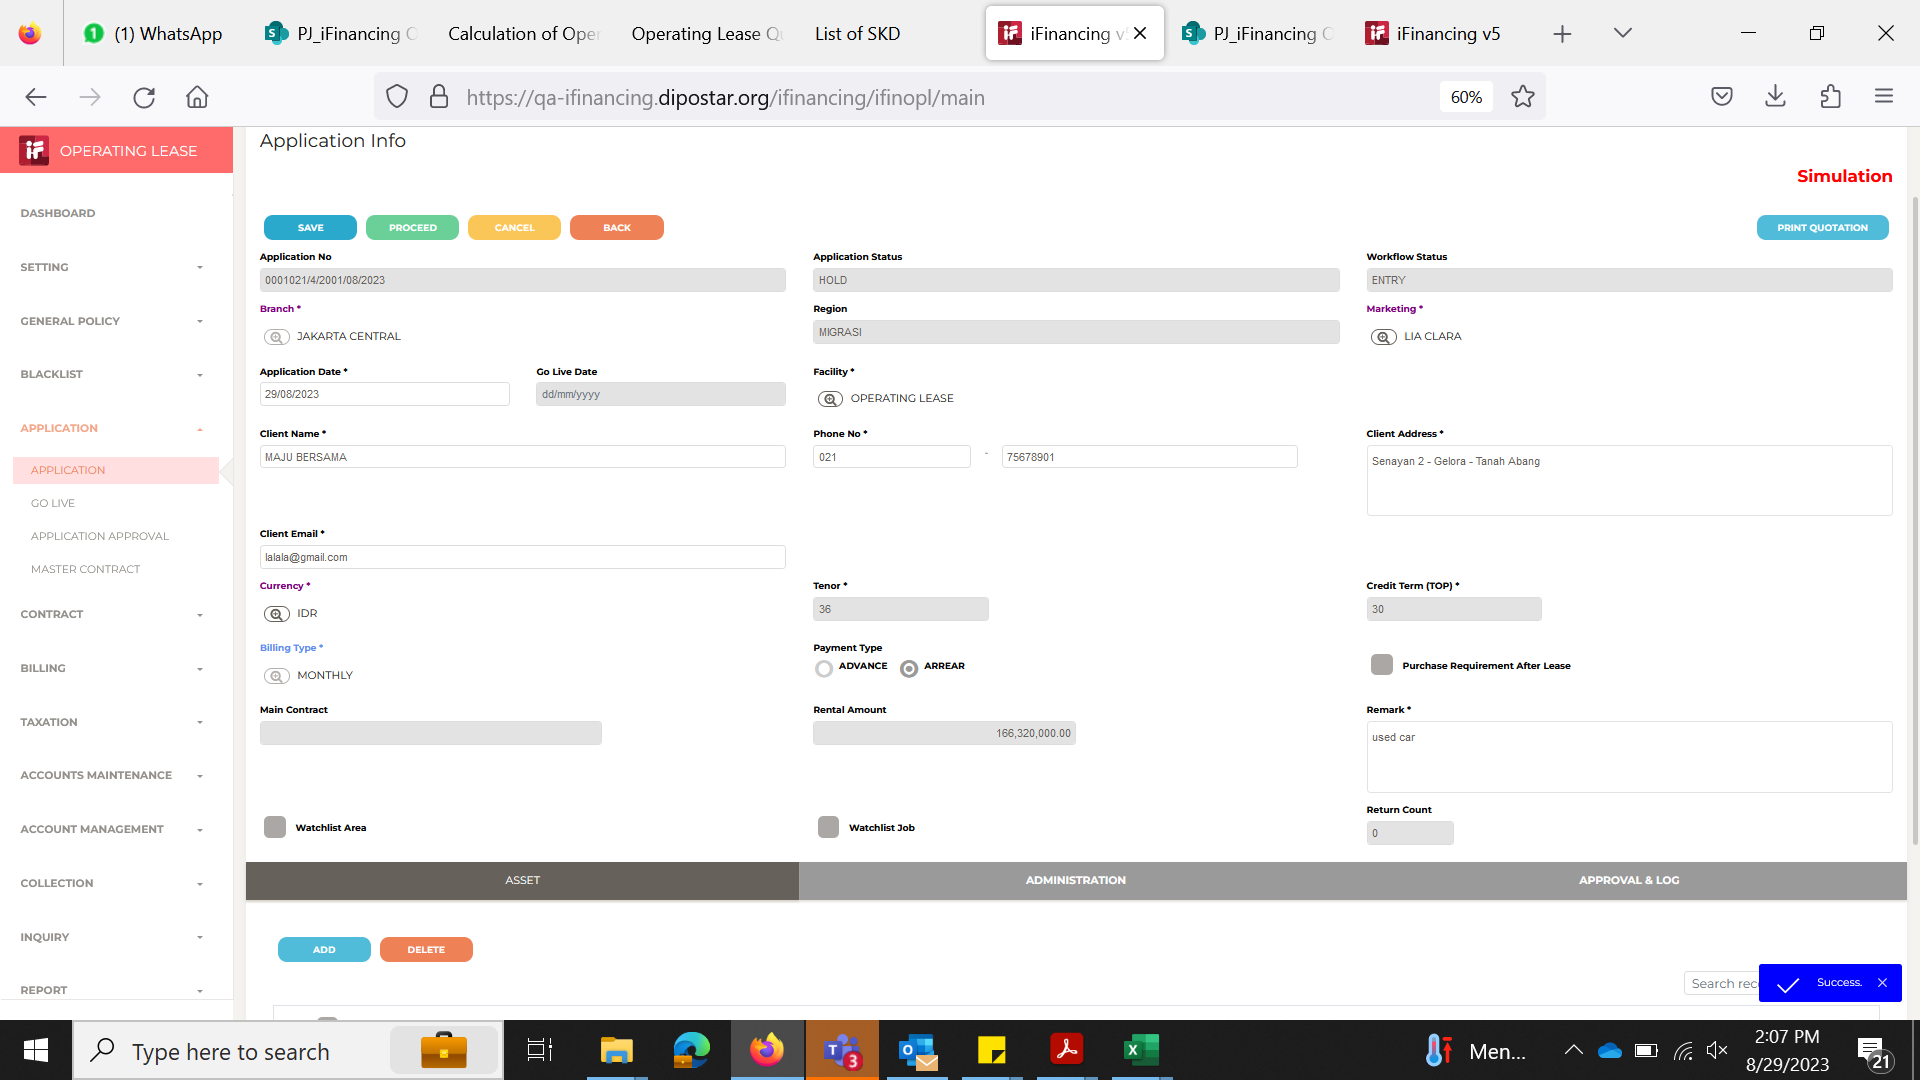 (1) WhatsApp
PJ_iFinancing
Calculation of Oper
Operating Lease
List of SKD
iFinancing v
PJ_iFinancing
iFinancing v5
https://qa-ifinancing.dipostar.org/ifinancing/ifinopl/main
60%
iF OPERATING LEASE
DASHBOARD
SETTING
GENERAL POLICY
BLACKLIST
APPLICATION
APPLICATION
GO LIVE
APPLICATION APPROVAL
MASTER CONTRACT
CONTRACT
BILLING
TAXATION
ACCOUNTS MAINTENANCE
ACCOUNT MANAGEMENT
COLLECTION
INQUIRY
REPORT
Application Info
Simulation
SAVE PROCEED CANCEL BACK PRINT QUOTATION
Application No Application Status Workflow Status
0001021/4/2001/08/2023 HOLD ENTRY
Branch * Region Marketing *
JAKARTA CENTRAL MIGRASI LIA CLARA
Application Date * Go Live Date Facility *
29/08/2023 dd/mm/yyyy OPERATING LEASE
Client Name * Phone No * Client Address *
MAJU BERSAMA 021 - 75678901 Senayan 2 - Gelora - Tanah Abang
Client Email *
lalala@gmail.com
Currency * Tenor * Credit Term (TOP) *
IDR 36 30
Billing Type * Payment Type
MONTHLY ADVANCE ARREAR Purchase Requirement After Lease
Main Contract Rental Amount Remark *
166,320,000.00 used car
Return Count
Watchlist Area Watchlist Job 0
ASSET ADMINISTRATION APPROVAL & LOG
ADD DELETE
Search rec
Success.
Type here to search
3
Men...
2:07 PM
8/29/2023
21